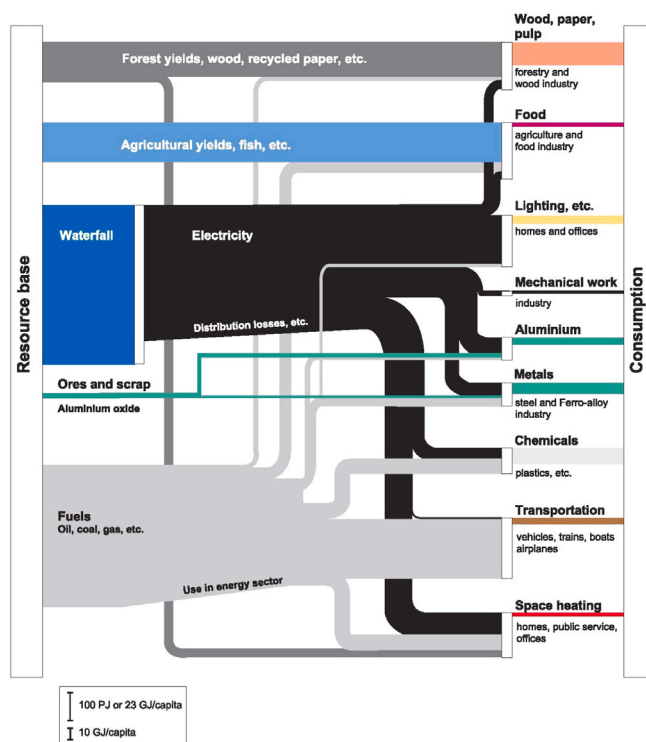 Wood, paper,
pulp
Forest yields, wood, recycled paper, etc.
forestry and
wood industry
Food
Agricultural yields, fish, etc.
agriculture and
food industry
Lighting, etc.
Waterfall
Electricity
homes and offices
Resource base
Consumption
Mechanical work
industry
Distribution losses, etc.
Aluminium
Ores and scrap
Aluminium oxide
Metals
steel and Ferro-alloy
industry
Chemicals
plastics, etc.
Fuels
Oil, coal, gas, etc.
Transportation
vehicles, trains, boats
airplanes
Use in energy sector
Space heating
homes, public service,
offices
100 PJ or 23 GJ/capita
10 GJ/capita